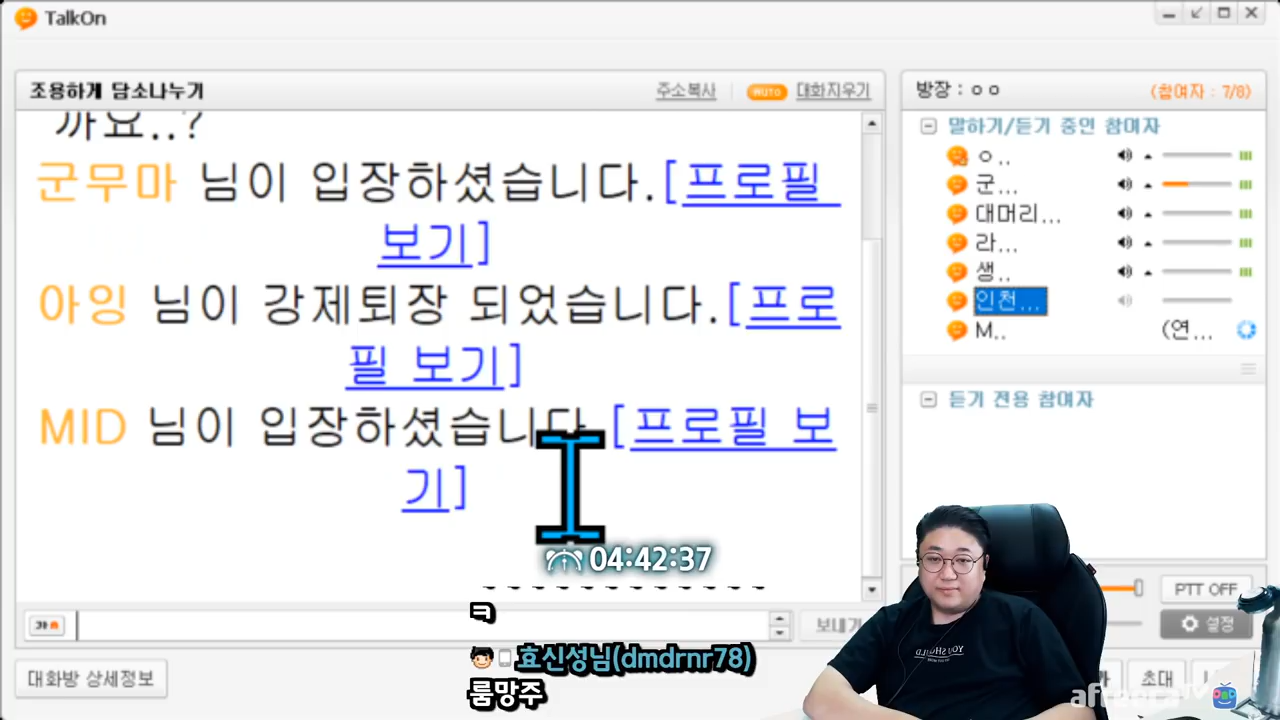 TalkOn
조용하게 담소나누기
주소복사
AUTO
대화지우기
까요..?
군무마 님이 입장하셨습니다.[프로필
보기]
아잉 님이 강제퇴장 되었습니다.[프로
필 보기]
MID 님이 입장하셨습니다.[프로필 보
기]
방장 : ㅇㅇ
(참여자 : 7/8)
말하기/듣기 중인 참여자
ㅇ..
군...
대머리...
라...
생..
인천...
M..
(연...
듣기 전용 참여자
04:42:37
ㅋ
효신성님(dmdrnr78)
룸망주
가
보내기
PTT OFF
설정
대화방 상세정보
초대
YOU SHOULD
afreecaTV